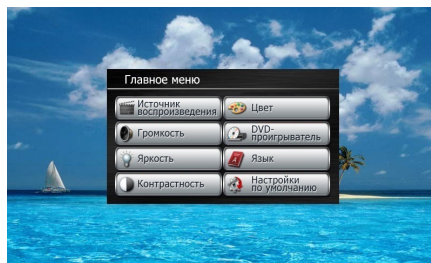 Главное меню
Источник
воспроизведения
Цвет
Громкость
DVD-
проигрыватель
Яркость
Язык
Контрастность
Настройки
по умолчанию